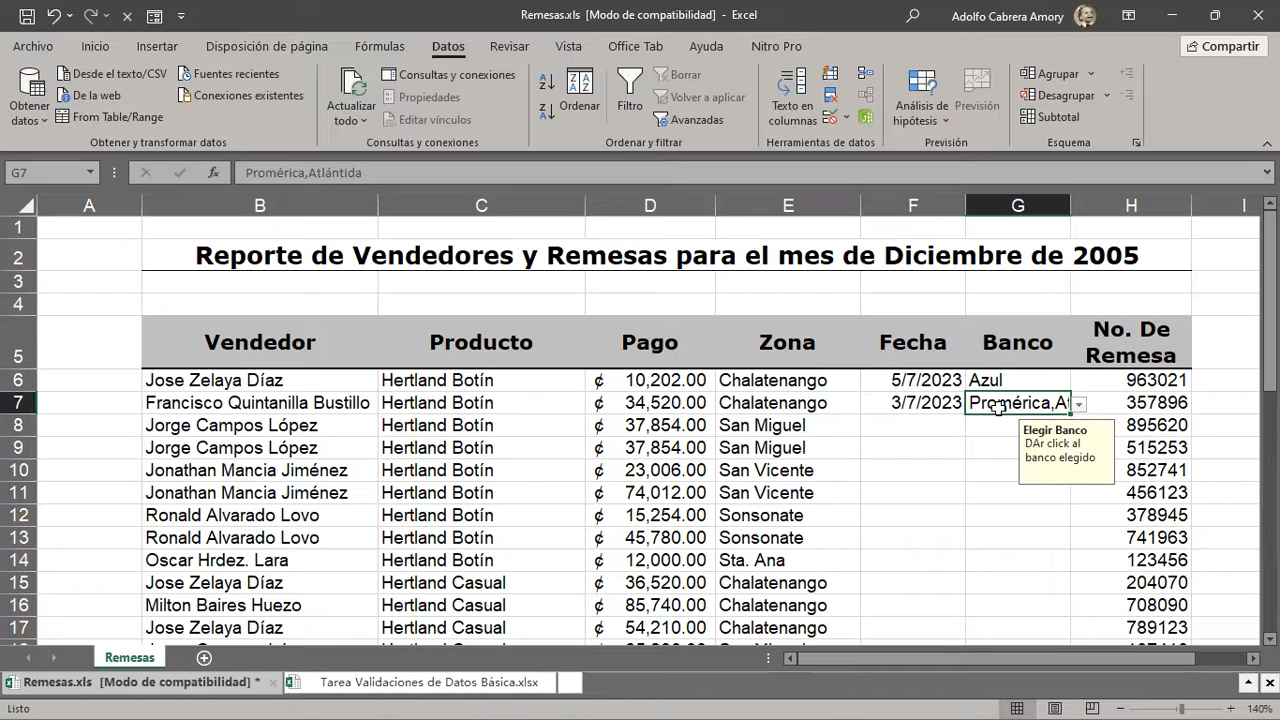 Remesas.xls [Modo de compatibilidad] - Excel
Adolfo Cabrera Amory
Archivo Inicio Insertar Disposición de página Fórmulas Datos Revisar Vista Office Tab Ayuda Nitro Pro
Compartir
Obtener datos
Desde el texto/CSV
De la web
From Table/Range
Fuentes recientes
Conexiones existentes
Obtener y transformar datos
Actualizar todo
Consultas y conexiones
Propiedades
Editar vínculos
Consultas y conexiones
Ordenar
Filtro
Borrar
Volver a aplicar
Avanzadas
Ordenar y filtrar
Texto en columnas
Herramientas de datos
Análisis de hipótesis
Previsión
Previsión
Agrupar
Desagrupar
Subtotal
Esquema
G7
fx
Promérica,Atlántida
A B C D E F G H I
1
2 Reporte de Vendedores y Remesas para el mes de Diciembre de 2005
3
4
5 Vendedor Producto Pago Zona Fecha Banco No. De Remesa
6 Jose Zelaya Díaz Hertland Botín ₡ 10,202.00 Chalatenango 5/7/2023 Azul 963021
7 Francisco Quintanilla Bustillo Hertland Botín ₡ 34,520.00 Chalatenango 3/7/2023 Promérica,At 357896
8 Jorge Campos López Hertland Botín ₡ 37,854.00 San Miguel 895620
9 Jorge Campos López Hertland Botín ₡ 37,854.00 San Miguel 515253
10 Jonathan Mancia Jiménez Hertland Botín ₡ 23,006.00 San Vicente 852741
11 Jonathan Mancia Jiménez Hertland Botín ₡ 74,012.00 San Vicente 456123
12 Ronald Alvarado Lovo Hertland Botín ₡ 15,254.00 Sonsonate 378945
13 Ronald Alvarado Lovo Hertland Botín ₡ 45,780.00 Sonsonate 741963
14 Oscar Hrdez. Lara Hertland Botín ₡ 12,000.00 Sta. Ana 123456
15 Jose Zelaya Díaz Hertland Casual ₡ 36,520.00 Chalatenango 204070
16 Milton Baires Huezo Hertland Casual ₡ 85,740.00 Chalatenango 708090
17 Jose Zelaya Díaz Hertland Casual ₡ 54,210.00 Chalatenango 789123
Elegir Banco
DAr click al
banco elegido
Remesas
Remesas.xls [Modo de compatibilidad] * Tarea Validaciones de Datos Básica.xlsx
Listo
140%